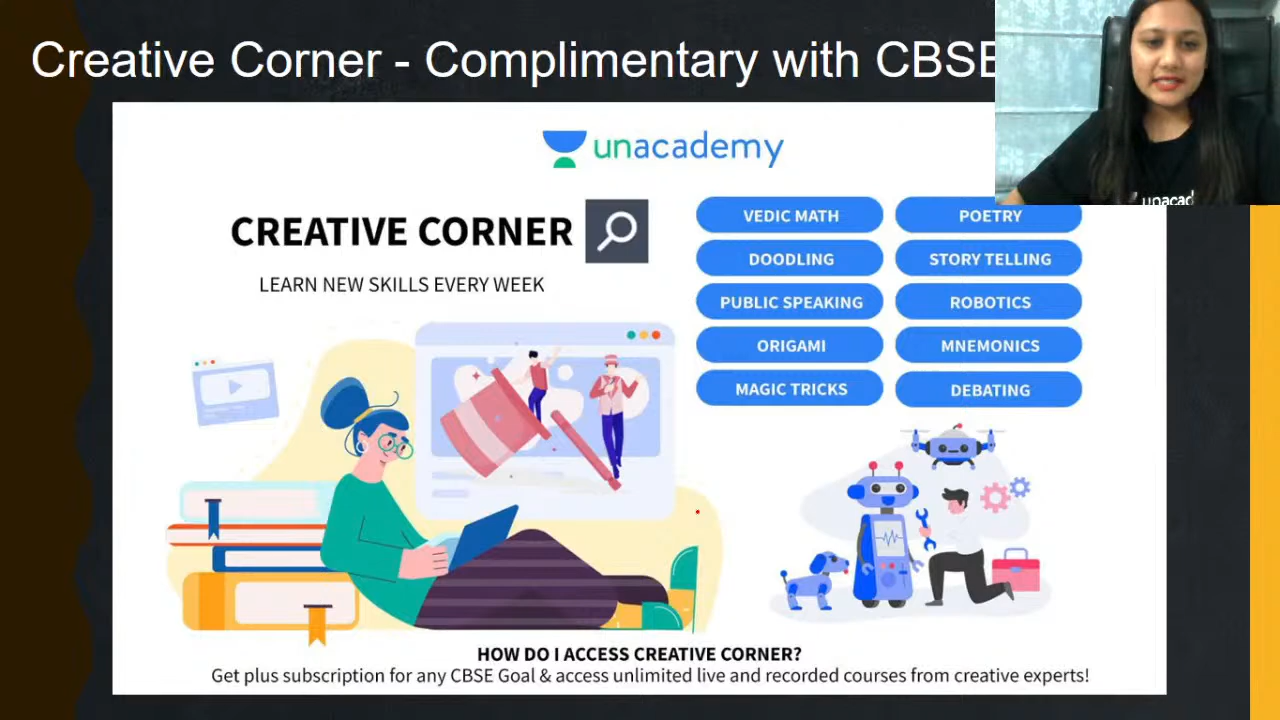 Creative Corner - Complimentary with CBSE
unacademy
CREATIVE CORNER
LEARN NEW SKILLS EVERY WEEK
VEDIC MATH
POETRY
DOODLING
STORY TELLING
PUBLIC SPEAKING
ROBOTICS
ORIGAMI
MNEMONICS
MAGIC TRICKS
DEBATING
HOW DO I ACCESS CREATIVE CORNER?
Get plus subscription for any CBSE Goal & access unlimited live and recorded courses from creative experts!
unacad